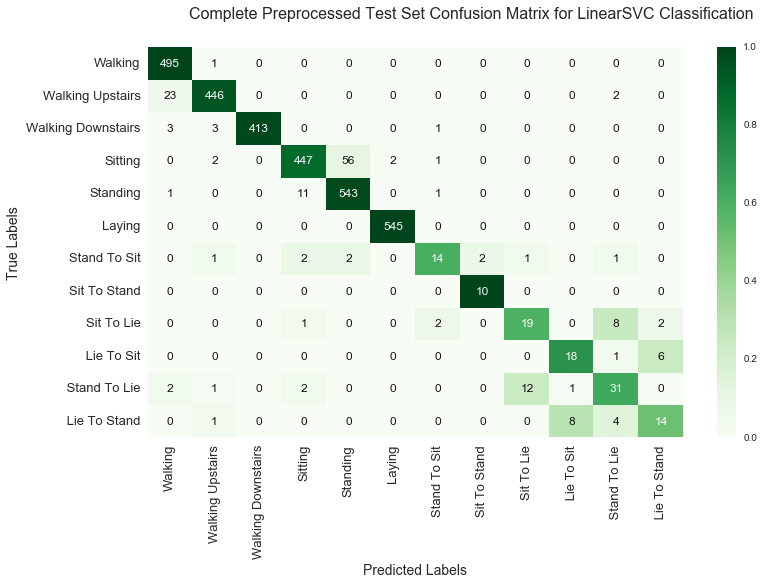 Complete Preprocessed Test Set Confusion Matrix for LinearSVC Classification
Walking 495 1 0 0 0 0 0 0 0 0 0 0
Walking Upstairs 23 446 0 0 0 0 0 0 0 0 2 0
Walking Downstairs 3 3 413 0 0 0 1 0 0 0 0 0
Sitting 0 2 0 447 56 2 1 0 0 0 0 0
Standing 1 0 0 11 543 0 1 0 0 0 0 0
Laying 0 0 0 0 0 545 0 0 0 0 0 0
Stand To Sit 0 1 0 2 2 0 14 2 1 0 1 0
Sit To Stand 0 0 0 0 0 0 0 10 0 0 0 0
Sit To Lie 0 0 0 1 0 0 2 0 19 0 8 2
Lie To Sit 0 0 0 0 0 0 0 0 0 18 1 6
Stand To Lie 2 1 0 2 0 0 0 0 12 1 31 0
Lie To Stand 0 1 0 0 0 0 0 0 0 8 4 14
True Labels
Walking
Walking Upstairs
Walking Downstairs
Sitting
Standing
Laying
Stand To Sit
Sit To Stand
Sit To Lie
Lie To Sit
Stand To Lie
Lie To Stand
Predicted Labels
1.0
0.8
0.6
0.4
0.2
0.0